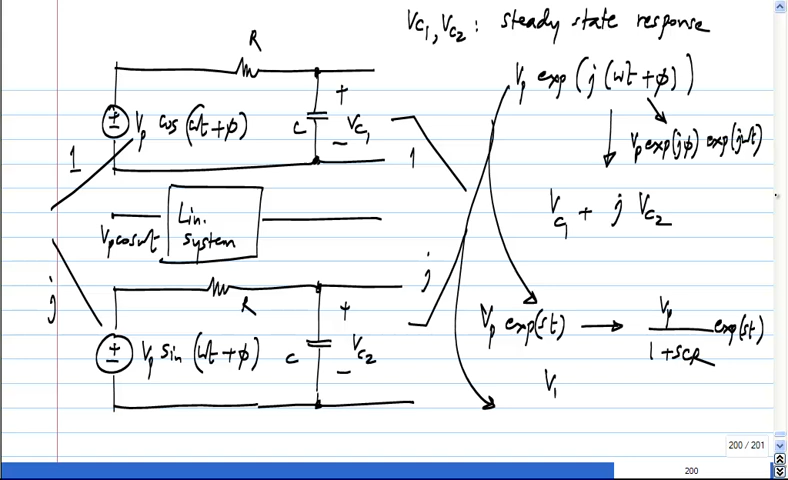 VC1, VC2 : steady state response
R
Vp exp (j (ωt + φ))
+
Vp cos (ωt + φ)
C
VC1
-
Vp exp(jφ) exp(jωt)
1
1
VC1 + j VC2
Lin. system
Vp cosωt
j
j
R
+
Vp sin (ωt + φ)
C
VC2
-
Vp exp(st) → Vp / 1 + sCR exp(st)
V1
200 / 201
200